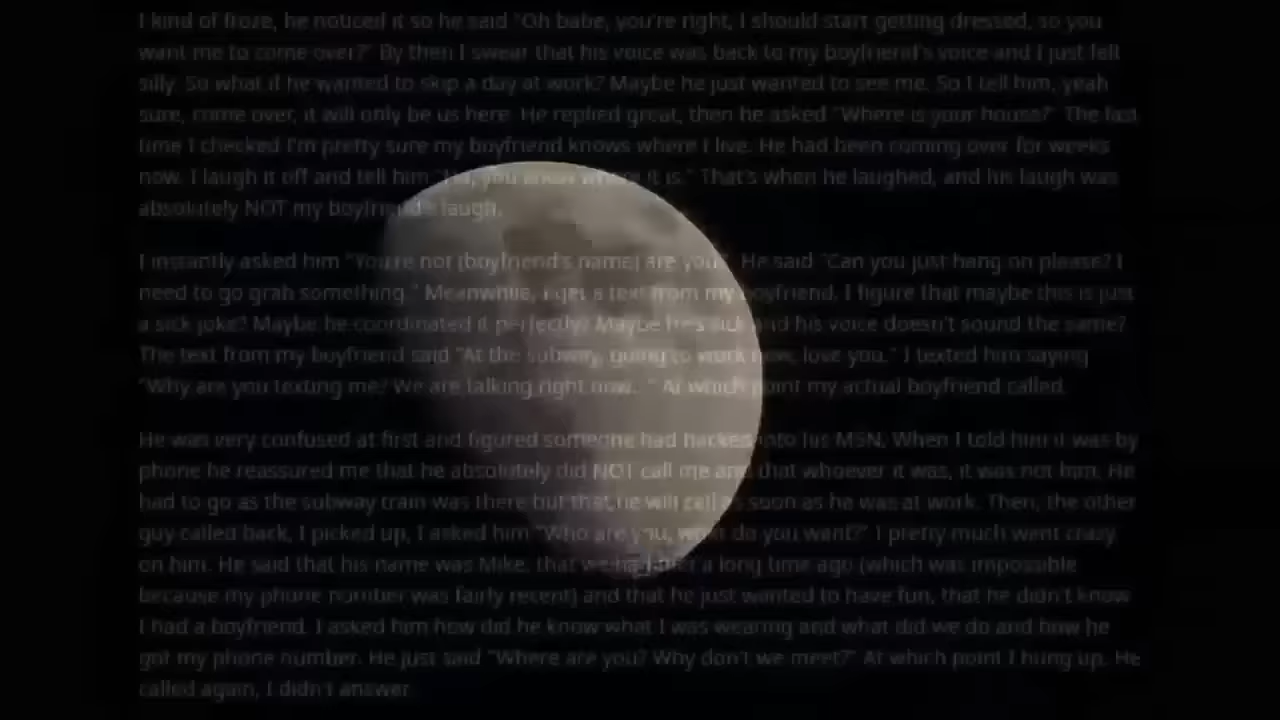 I kind of froze, he noticed it so he said "Oh babe, you're right, I should start getting dressed, so you
want me to come over?" By then I swear that his voice was back to my boyfriend's voice and I just felt
silly. So what if he wanted to skip a day at work? Maybe he just wanted to see me. So I tell him, yeah
sure, come over, it will only be us here. He replied great, then he asked "Where is your house?" The last
time I checked I'm pretty sure my boyfriend knows where I live. He had been coming over for weeks
now. I laugh it off and tell him "Ha, you know where it is." That's when he laughed, and his laugh was
absolutely NOT my boyfriend's laugh.
I instantly asked him "You're not (boyfriend's name) are you?" He said "Can you just hang on please? I
need to go grab something." Meanwhile, I get a text from my boyfriend. I figure that maybe this is just
a sick joke? Maybe he coordinated it perfectly? Maybe he's sick and his voice doesn't sound the same?
The text from my boyfriend said "At the subway, going to work now, love you." I texted him saying
"Why are you texting me? We are talking right now..." At which point my actual boyfriend called.
He was very confused at first and figured someone had hacked into his MSN. When I told him it was by
phone he reassured me that he absolutely did NOT call me and that whoever it was, it was not him. He
had to go as the subway train was there but that he will call as soon as he was at work. Then, the other
guy called back, I picked up, I asked him "Who are you, what do you want?" I pretty much went crazy
on him. He said that his name was Mike, that we had met a long time ago (which was impossible
because my phone number was fairly recent) and that he just wanted to have fun, that he didn't know
I had a boyfriend. I asked him how did he know what I was wearing and what did we do and how he
got my phone number. He just said "Where are you? Why don't we meet?" At which point I hung up. He
called again, I didn't answer.